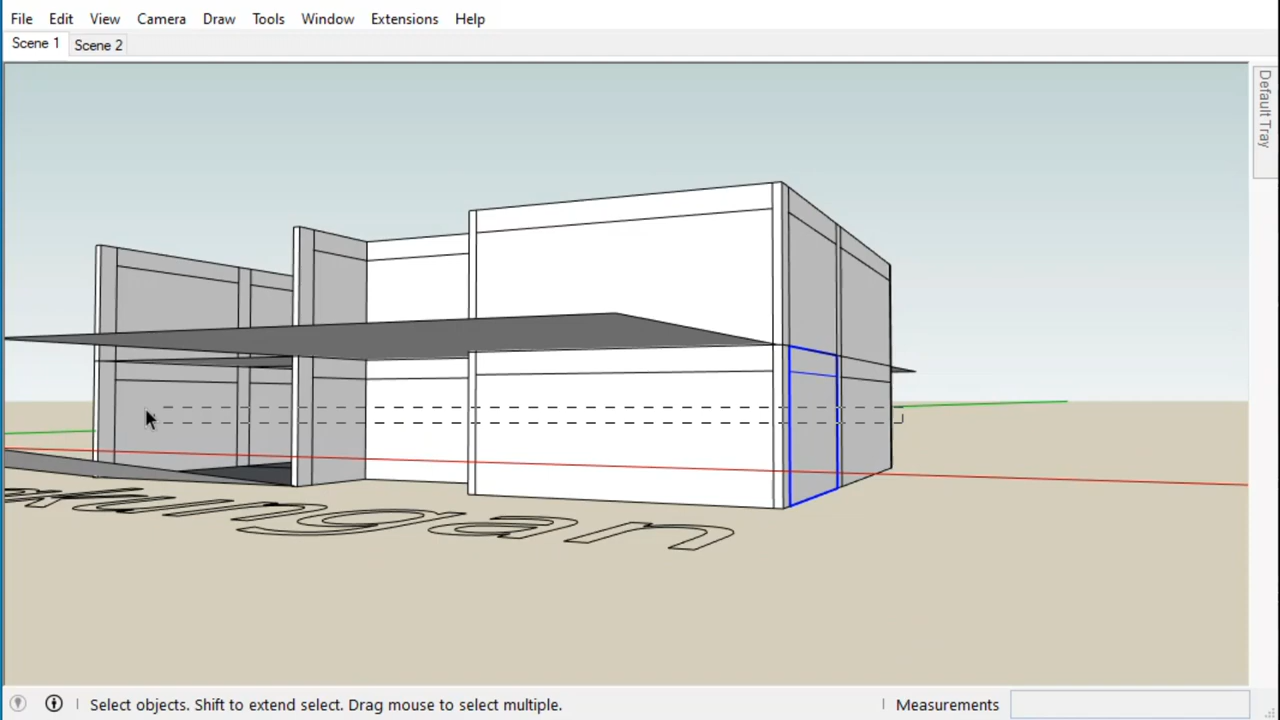 File Edit View Camera Draw Tools Window Extensions Help
Scene 1 Scene 2
Default Tray
Select objects. Shift to extend select. Drag mouse to select multiple.
Measurements